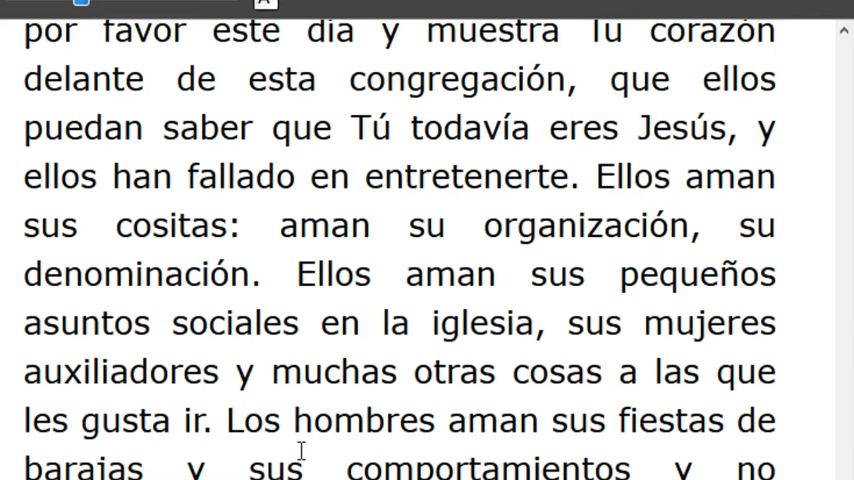 por favor este día y muestra Tu corazón
delante de esta congregación, que ellos
puedan saber que Tú todavía eres Jesús, y
ellos han fallado en entretenerte. Ellos aman
sus cositas: aman su organización, su
denominación. Ellos aman sus pequeños
asuntos sociales en la iglesia, sus mujeres
auxiliadores y muchas otras cosas a las que
les gusta ir. Los hombres aman sus fiestas de
barajas y sus comportamientos y no